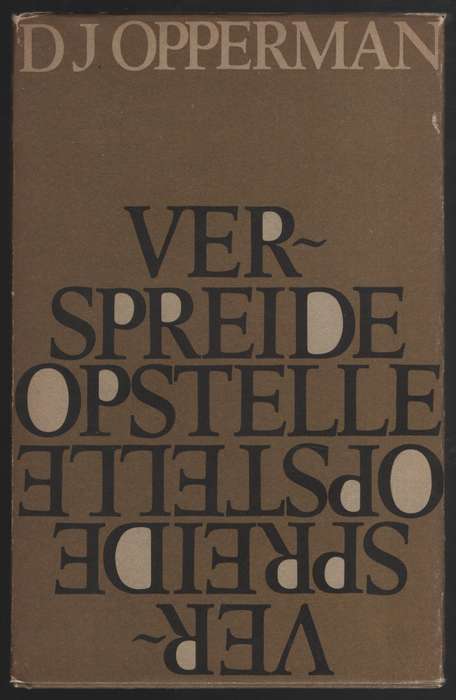 D J OPPERMAN
VER~
SPREIDE
OPSTELLE
VER~
SPREIDE
OPSTELLE